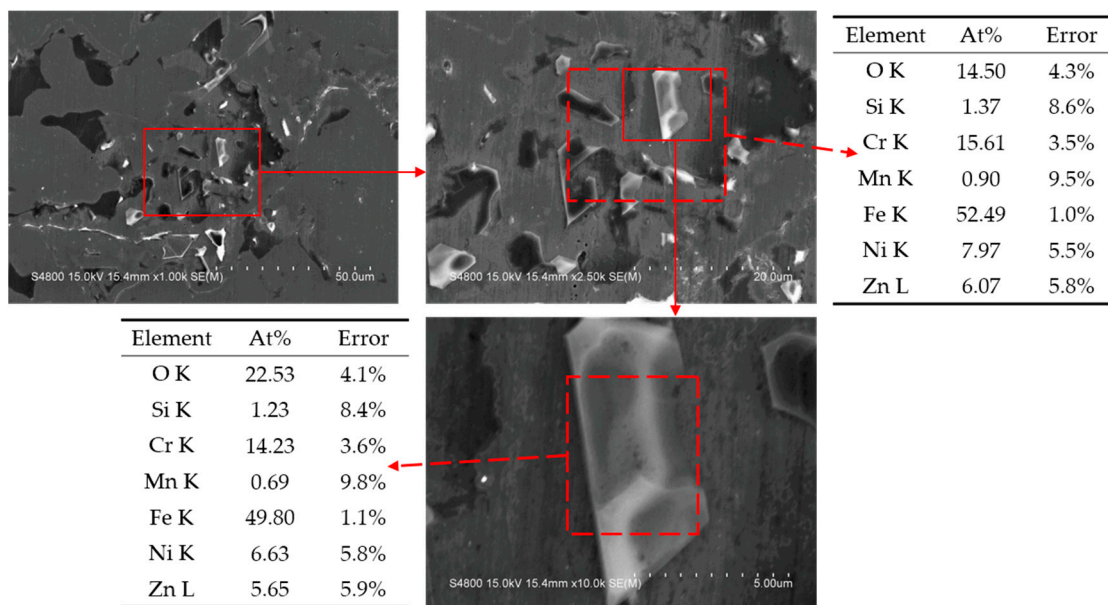 S4800 15.0kV 15.4mm x1.00k SE(M) 50.0um
S4800 15.0kV 15.4mm x2.50k SE(M) 20.0um
Element At% Error
O K 14.50 4.3%
Si K 1.37 8.6%
Cr K 15.61 3.5%
Mn K 0.90 9.5%
Fe K 52.49 1.0%
Ni K 7.97 5.5%
Zn L 6.07 5.8%
Element At% Error
O K 22.53 4.1%
Si K 1.23 8.4%
Cr K 14.23 3.6%
Mn K 0.69 9.8%
Fe K 49.80 1.1%
Ni K 6.63 5.8%
Zn L 5.65 5.9%
S4800 15.0kV 15.4mm x10.0k SE(M) 5.00um